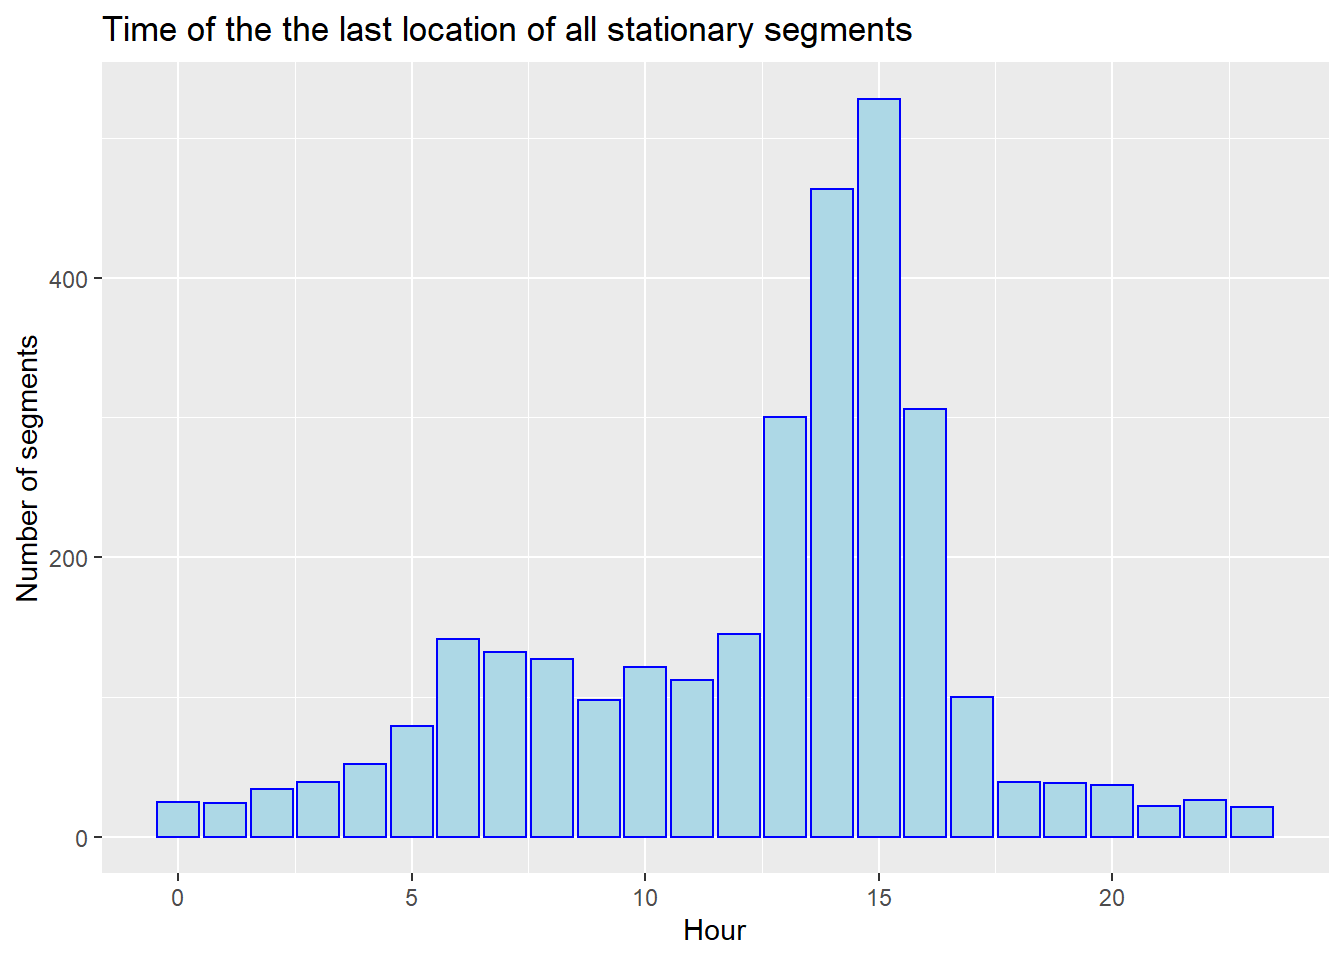 Time of the the last location of all stationary segments
Number of segments
400
200
0
0 5 10 15 20
Hour